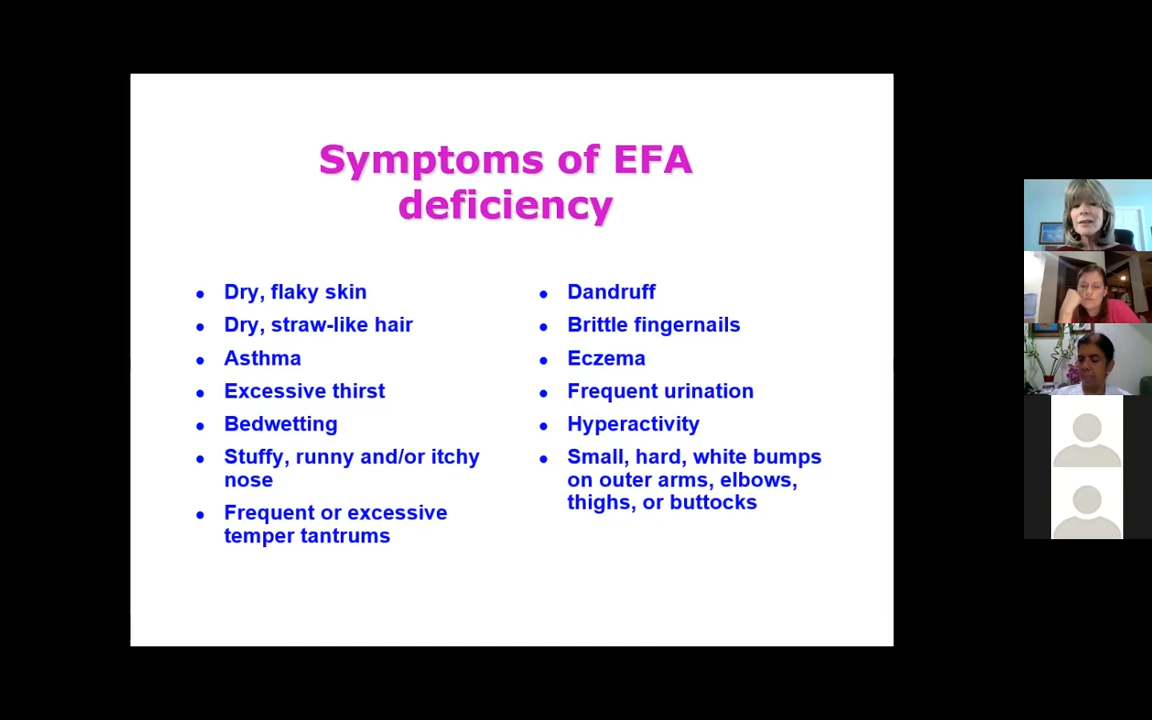 Symptoms of EFA
deficiency
• Dry, flaky skin
• Dry, straw-like hair
• Asthma
• Excessive thirst
• Bedwetting
• Stuffy, runny and/or itchy
nose
• Frequent or excessive
temper tantrums
• Dandruff
• Brittle fingernails
• Eczema
• Frequent urination
• Hyperactivity
• Small, hard, white bumps
on outer arms, elbows,
thighs, or buttocks